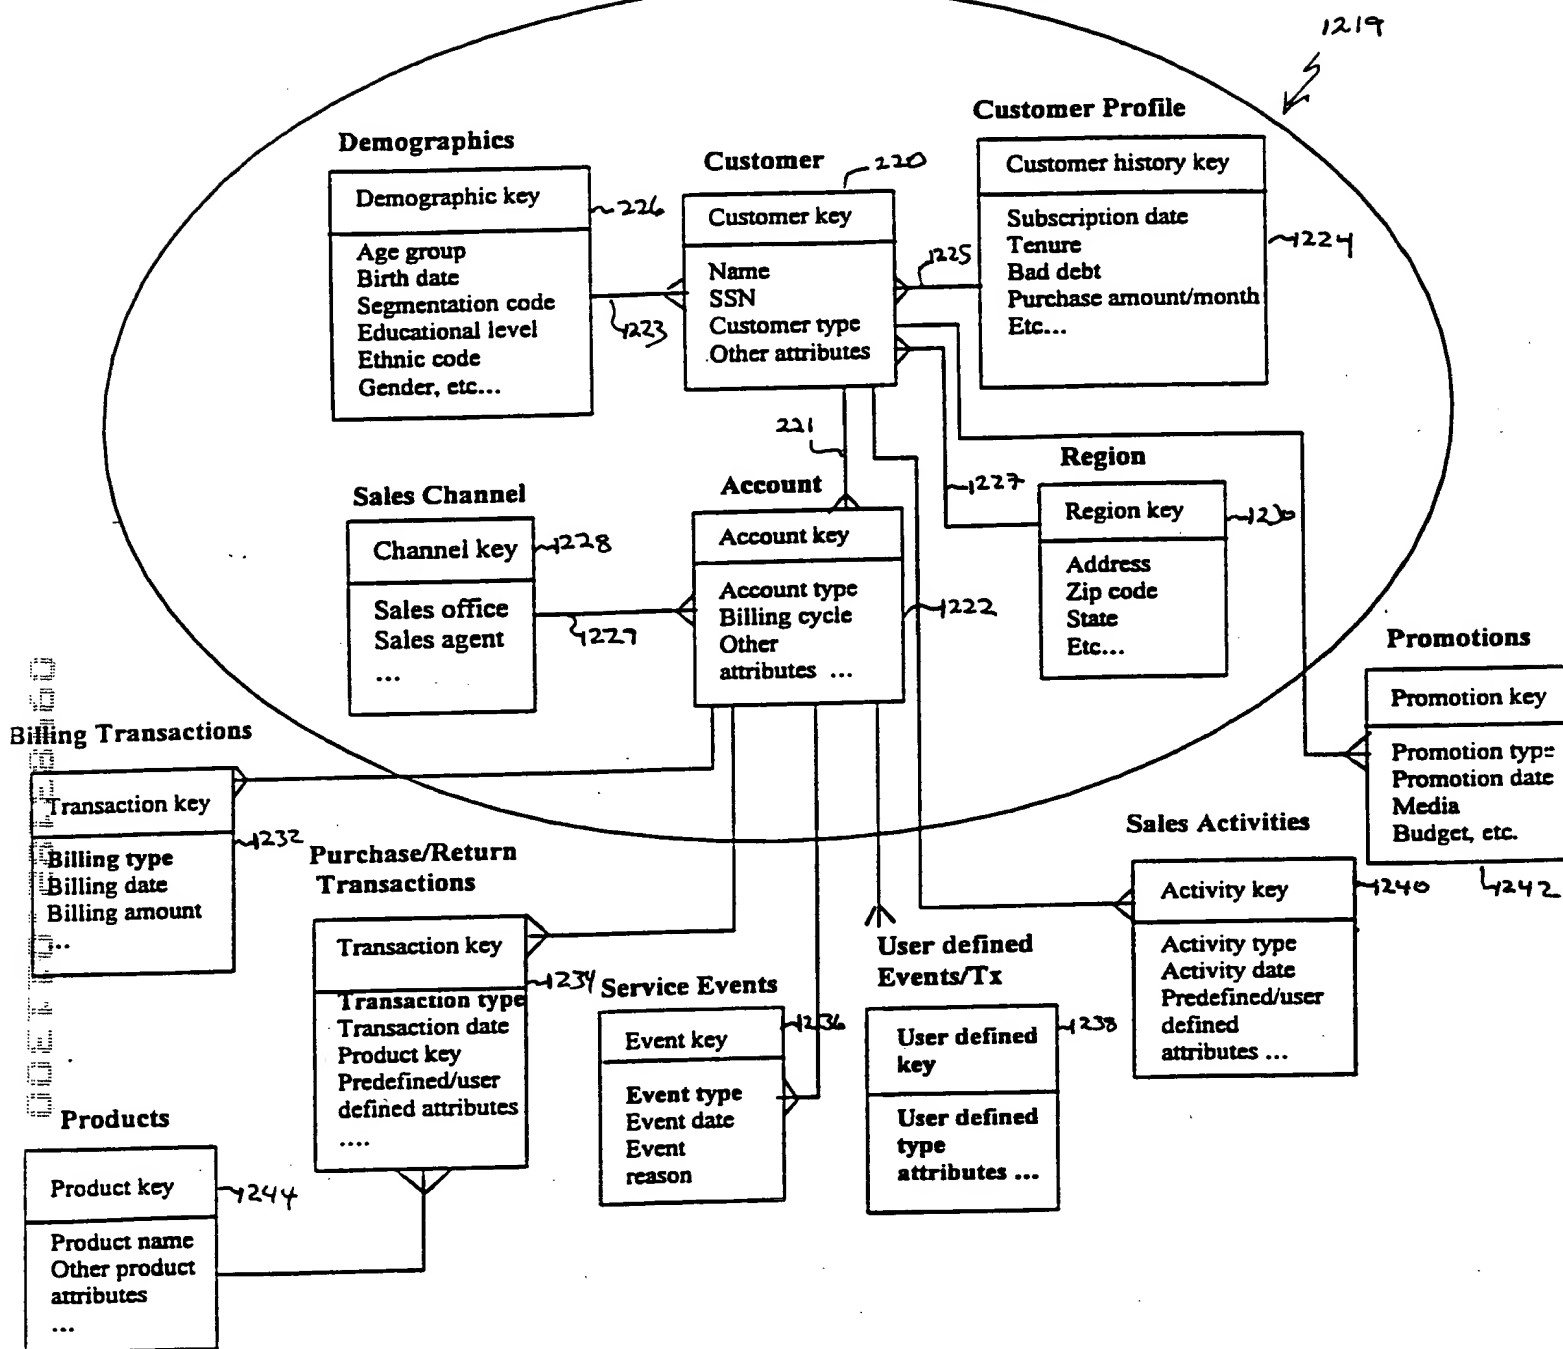 1219
Customer Profile
Customer history key
Subscription date
Tenure
Bad debt
Purchase amount/month
Etc...
1224
Demographics
Demographic key
226
Age group
Birth date
Segmentation code
Educational level
Ethnic code
Gender, etc...
1223
Customer
220
Customer key
Name
SSN
Customer type
Other attributes
1225
221
1227
Region
Region key
1230
Address
Zip code
State
Etc...
Sales Channel
Channel key
1228
Sales office
Sales agent
...
1229
Account
Account key
Account type
Billing cycle
Other
attributes ...
1222
Promotions
Promotion key
Promotion type
Promotion date
Media
Budget, etc.
1242
Billing Transactions
Transaction key
1232
Billing type
Billing date
Billing amount
...
Purchase/Return
Transactions
Transaction key
1234
Transaction type
Transaction date
Product key
Predefined/user
defined attributes
....
Service Events
1236
Event key
Event type
Event date
Event
reason
User defined
Events/Tx
1238
User defined
key
User defined
type
attributes ...
Sales Activities
Activity key
1240
Activity type
Activity date
Predefined/user
defined
attributes ...
Products
Product key
1244
Product name
Other product
attributes
...